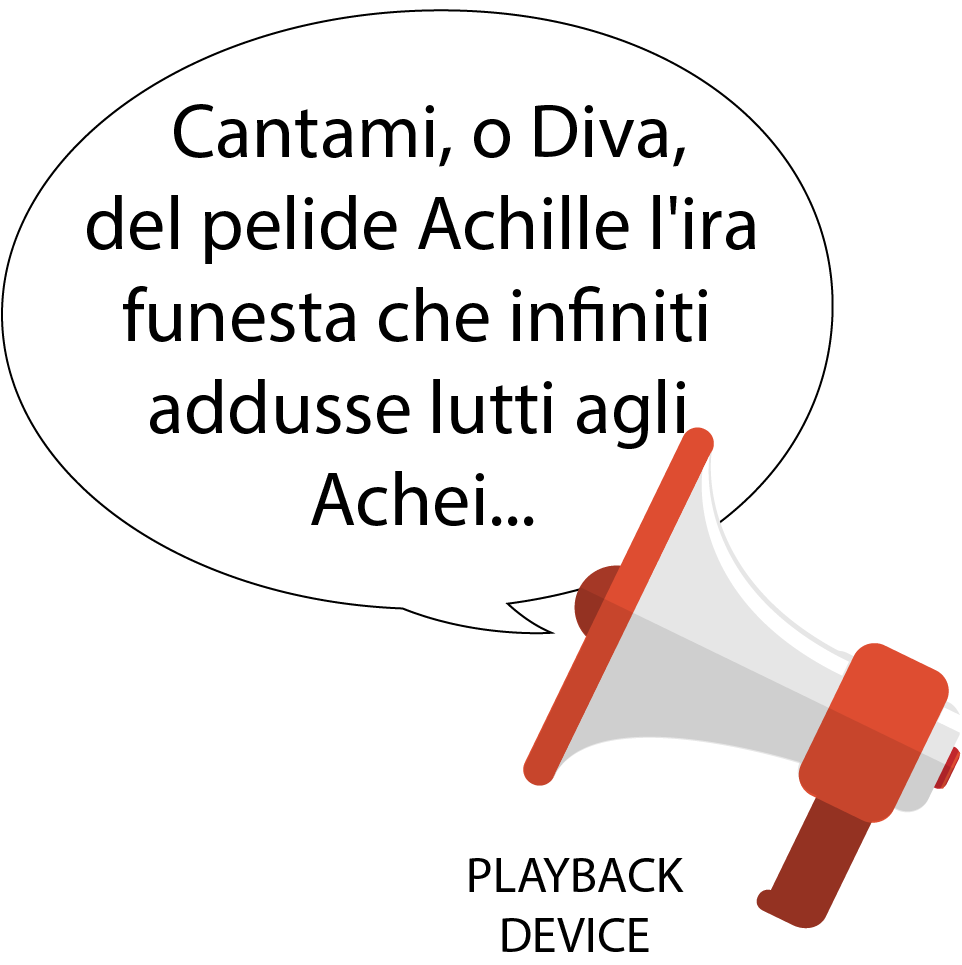 Cantami, o Diva,
del pelide Achille l'ira
funesta che infiniti
addusse lutti agli
Achei...
PLAYBACK
DEVICE